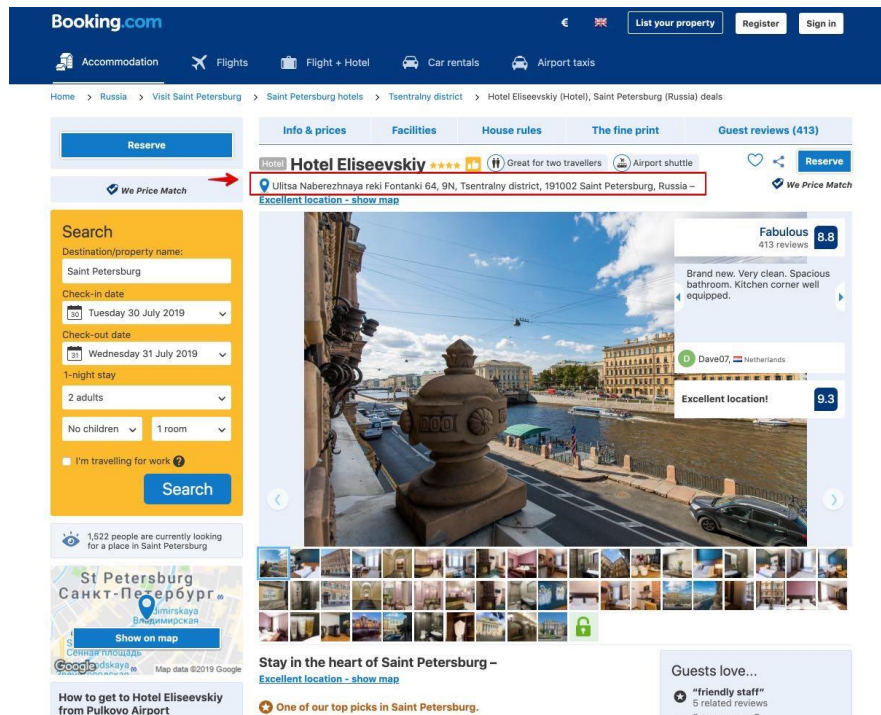 Booking.com
€
List your property
Register
Sign in
Accommodation
Flights
Flight + Hotel
Car rentals
Airport taxis
Home > Russia > Visit Saint Petersburg > Saint Petersburg hotels > Tsentralny district > Hotel Eliseevskiy (Hotel), Saint Petersburg (Russia) deals
Reserve
We Price Match
Search
Destination/property name:
Saint Petersburg
Check-in date
30 Tuesday 30 July 2019
Check-out date
31 Wednesday 31 July 2019
1-night stay
2 adults
No children
1 room
I'm travelling for work ?
Search
1,522 people are currently looking
for a place in Saint Petersburg
St Petersburg
Санкт-Петербург
Владимирская
Show on map
Сенная площадь
Google
Map data ©2019 Google
How to get to Hotel Eliseevskiy
from Pulkovo Airport
Info & prices
Facilities
House rules
The fine print
Guest reviews (413)
Hotel Hotel Eliseevskiy
Great for two travellers
Airport shuttle
Reserve
Ulitsa Naberezhnaya reki Fontanki 64, 9N, Tsentralny district, 191002 Saint Petersburg, Russia –
We Price Match
Excellent location - show map
Fabulous
413 reviews
8.8
Brand new. Very clean. Spacious
bathroom. Kitchen corner well
equipped.
D Dave07, Netherlands
Excellent location!
9.3
Stay in the heart of Saint Petersburg –
Excellent location - show map
One of our top picks in Saint Petersburg.
Guests love...
"friendly staff"
5 related reviews